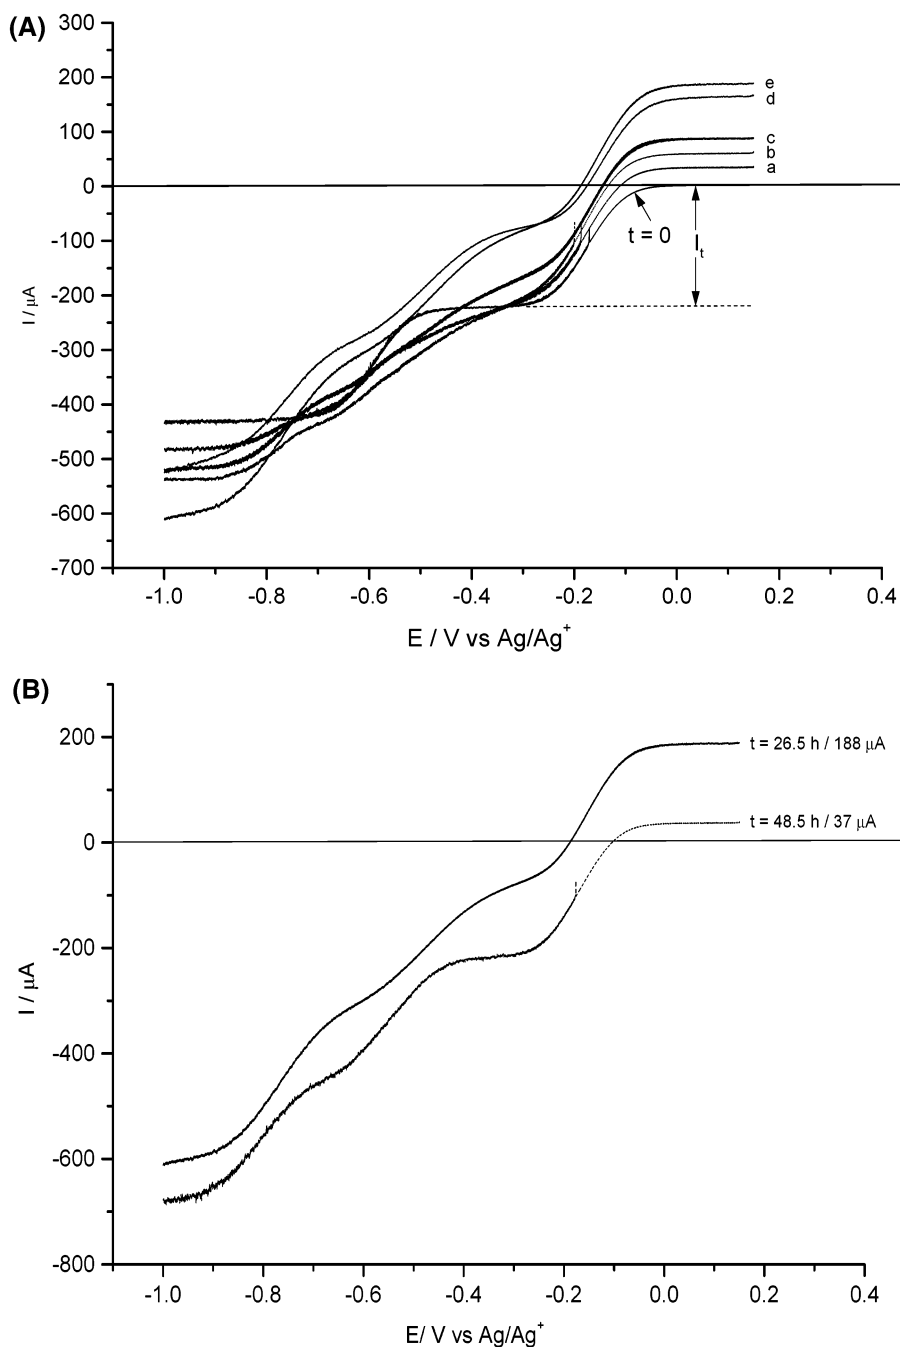 (A)
300
200
100
0
-100
-200
-300
-400
-500
-600
-700
I / μA
e
d
c
b
a
t = 0
It
-1.0 -0.8 -0.6 -0.4 -0.2 0.0 0.2 0.4
E / V vs Ag/Ag+
(B)
200
0
-200
-400
-600
-800
I / μA
t = 26.5 h / 188 μA
t = 48.5 h / 37 μA
-1.0 -0.8 -0.6 -0.4 -0.2 0.0 0.2 0.4
E/ V vs Ag/Ag+